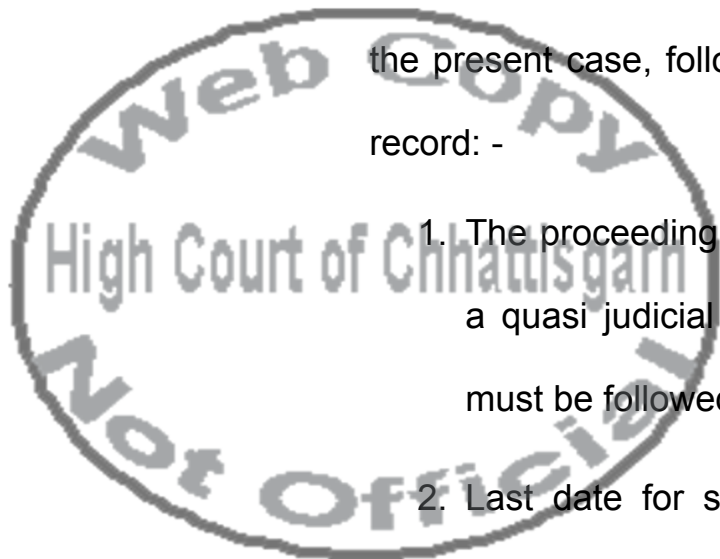 Web Copy
the present case, follo
record: -
High Court of Chhattisgarh
1. The proceeding
a quasi judicial
must be followed
2. Last date for s
Not Official